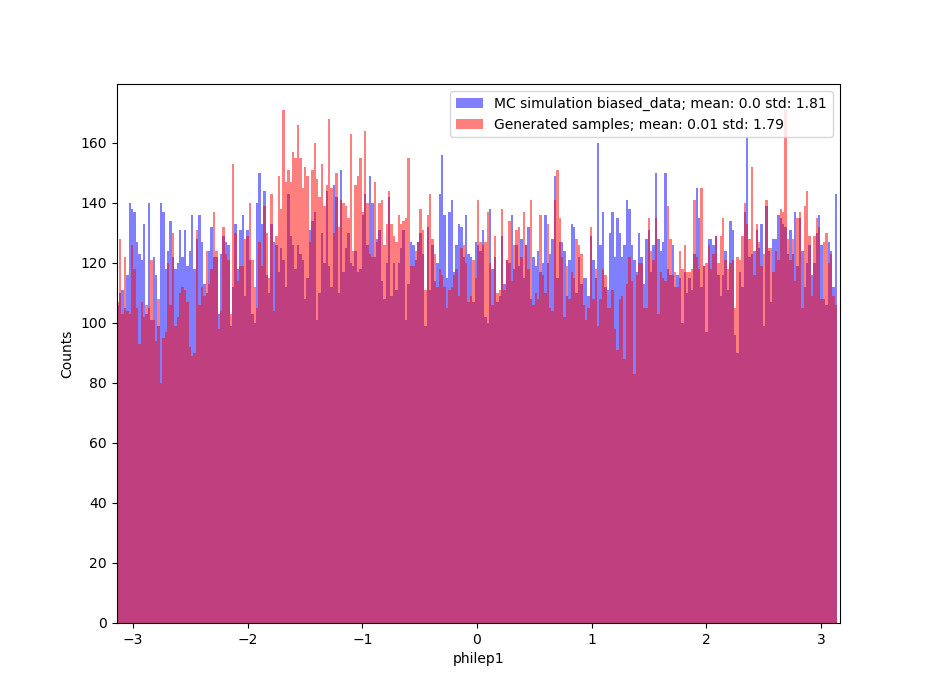 MC simulation biased_data; mean: 0.0 std: 1.81
Generated samples; mean: 0.01 std: 1.79
160
140
120
100
80
60
40
20
0
Counts
−3 −2 −1 0 1 2 3
philep1